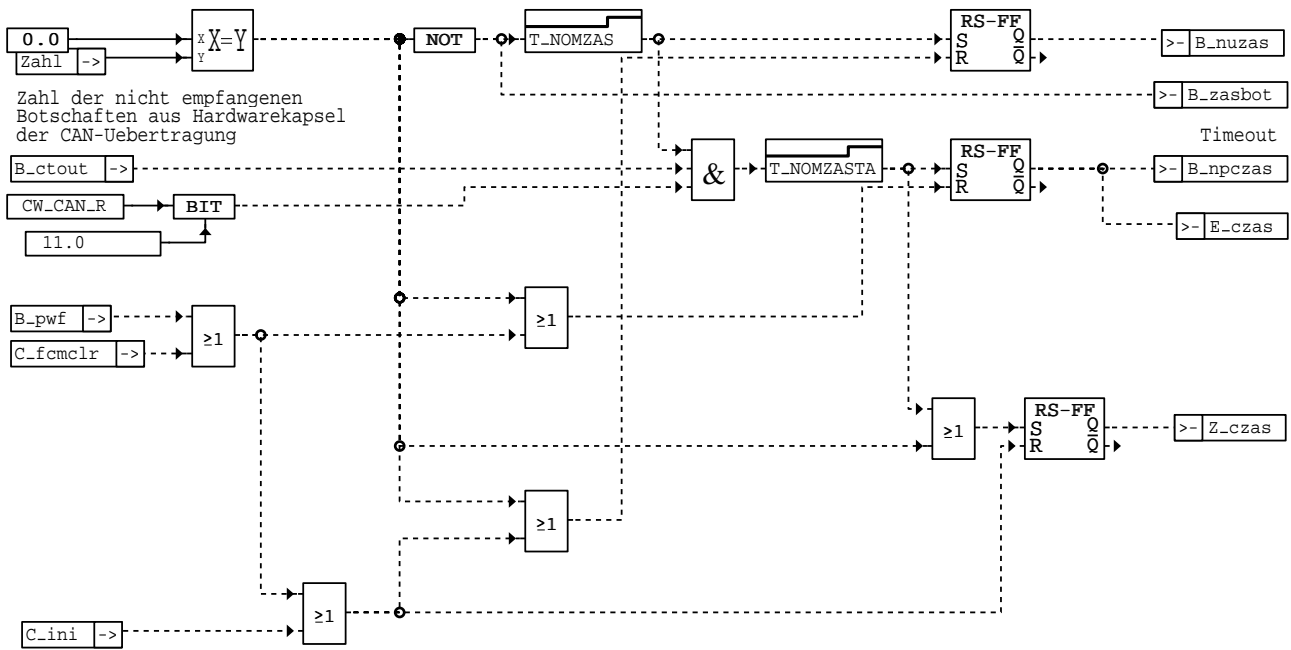 0.0
Zahl ->
X
Y
X=Y
NOT
T_NOMZAS
RS-FF
S Q
R Q̅
>- B_nuzas
>- B_zasbot
Zahl der nicht empfangenen
Botschaften aus Hardwarekapsel
der CAN-Uebertragung
Timeout
B_ctout ->
&
T_NOMZASTA
RS-FF
S Q
R Q̅
>- B_npczas
CW_CAN_R
BIT
11.0
>- E_czas
B_pwf ->
C_fcmclr ->
≥1
≥1
≥1
RS-FF
S Q
R Q̅
>- Z_czas
≥1
≥1
C_ini ->